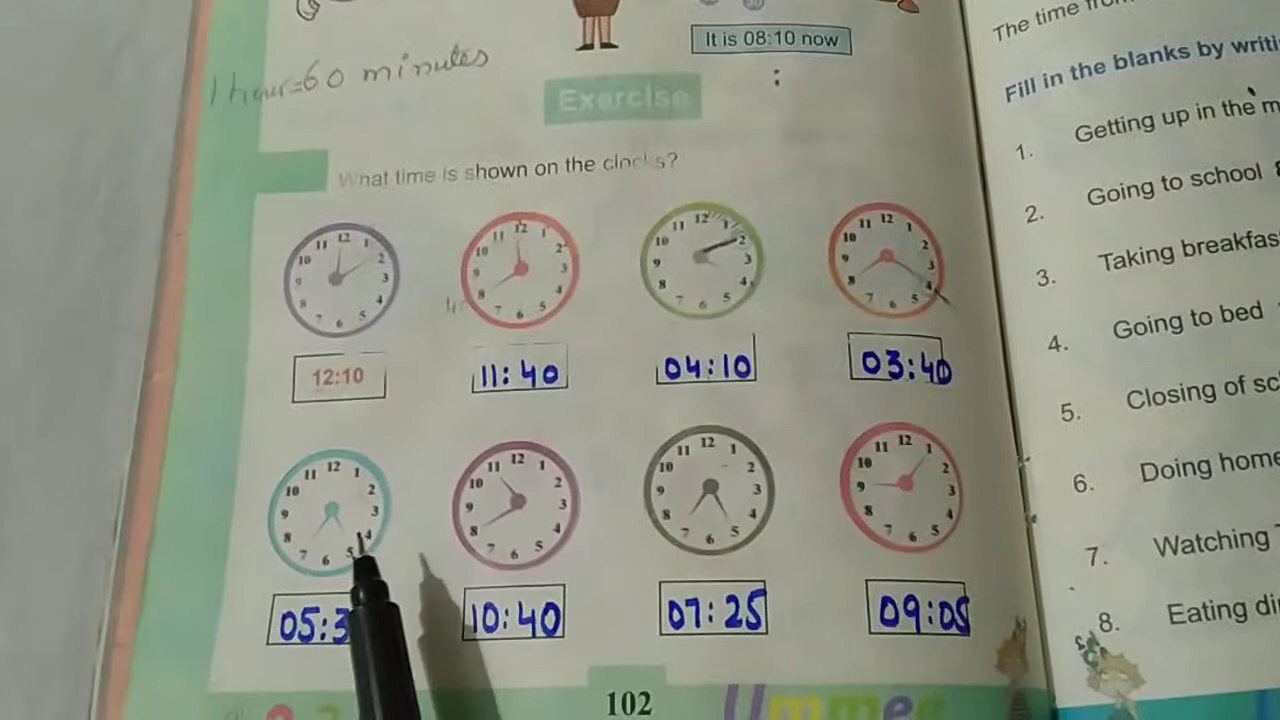 It is 08:10 now
1 hour=60 minutes
:
Exercise
What time is shown on the clocks?
12:10
11:40
04:10
03:40
05:3
10:40
07:25
09:05
102
Ummee
The time from
Fill in the blanks by writi
1. Getting up in the m
2. Going to school
3. Taking breakfas
4. Going to bed
5. Closing of sc
6. Doing home
7. Watching T
8. Eating di